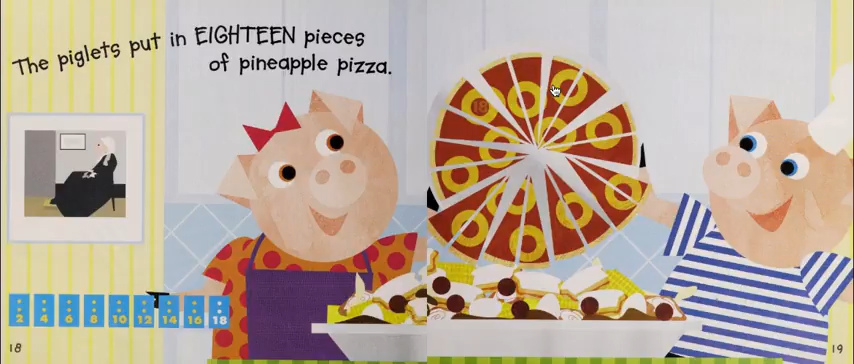 The piglets put in EIGHTEEN pieces
of pineapple pizza.
18
2 4 6 8 10 12 14 16 18
18
19